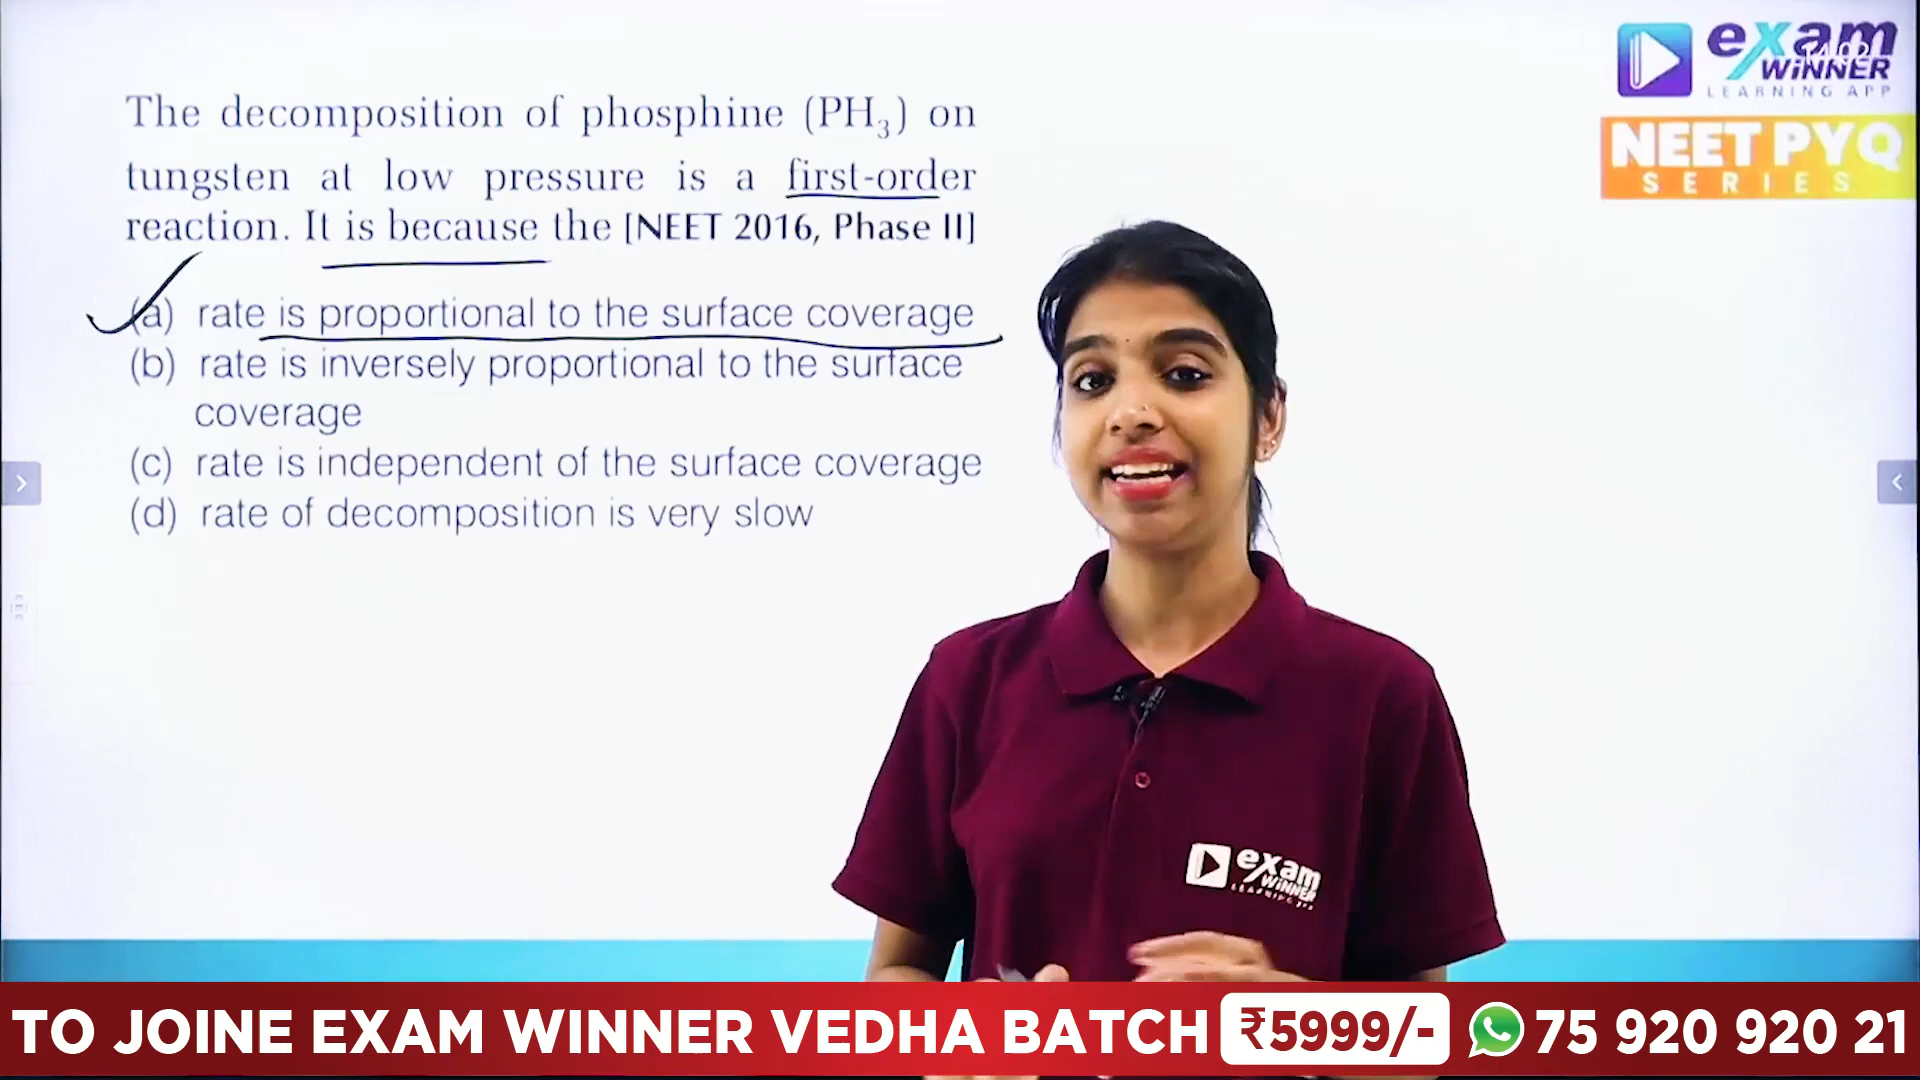 exam
WiNNER
LEARNING APP
NEET PYQ
SERIES
The decomposition of phosphine (PH₃) on
tungsten at low pressure is a first-order
reaction. It is because the [NEET 2016, Phase II]
(a) rate is proportional to the surface coverage
(b) rate is inversely proportional to the surface
coverage
(c) rate is independent of the surface coverage
(d) rate of decomposition is very slow
exam
WiNNER
LEARNING APP
TO JOINE EXAM WINNER VEDHA BATCH ₹5999/- 75 920 920 21